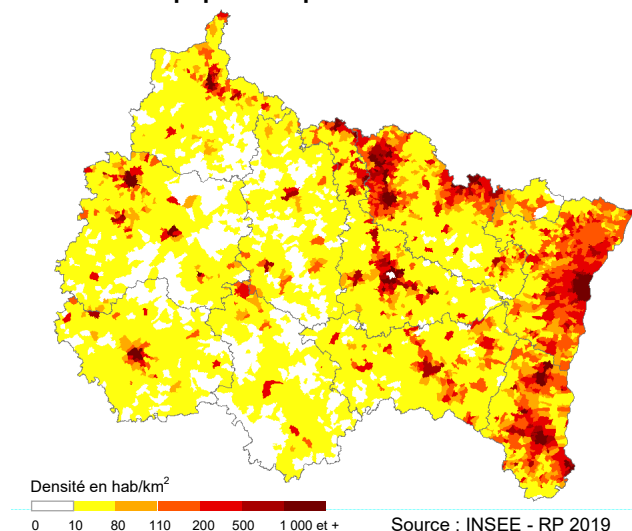 Densité en hab/km²
0 10 80 110 200 500 1 000 et +
Source : INSEE - RP 2019